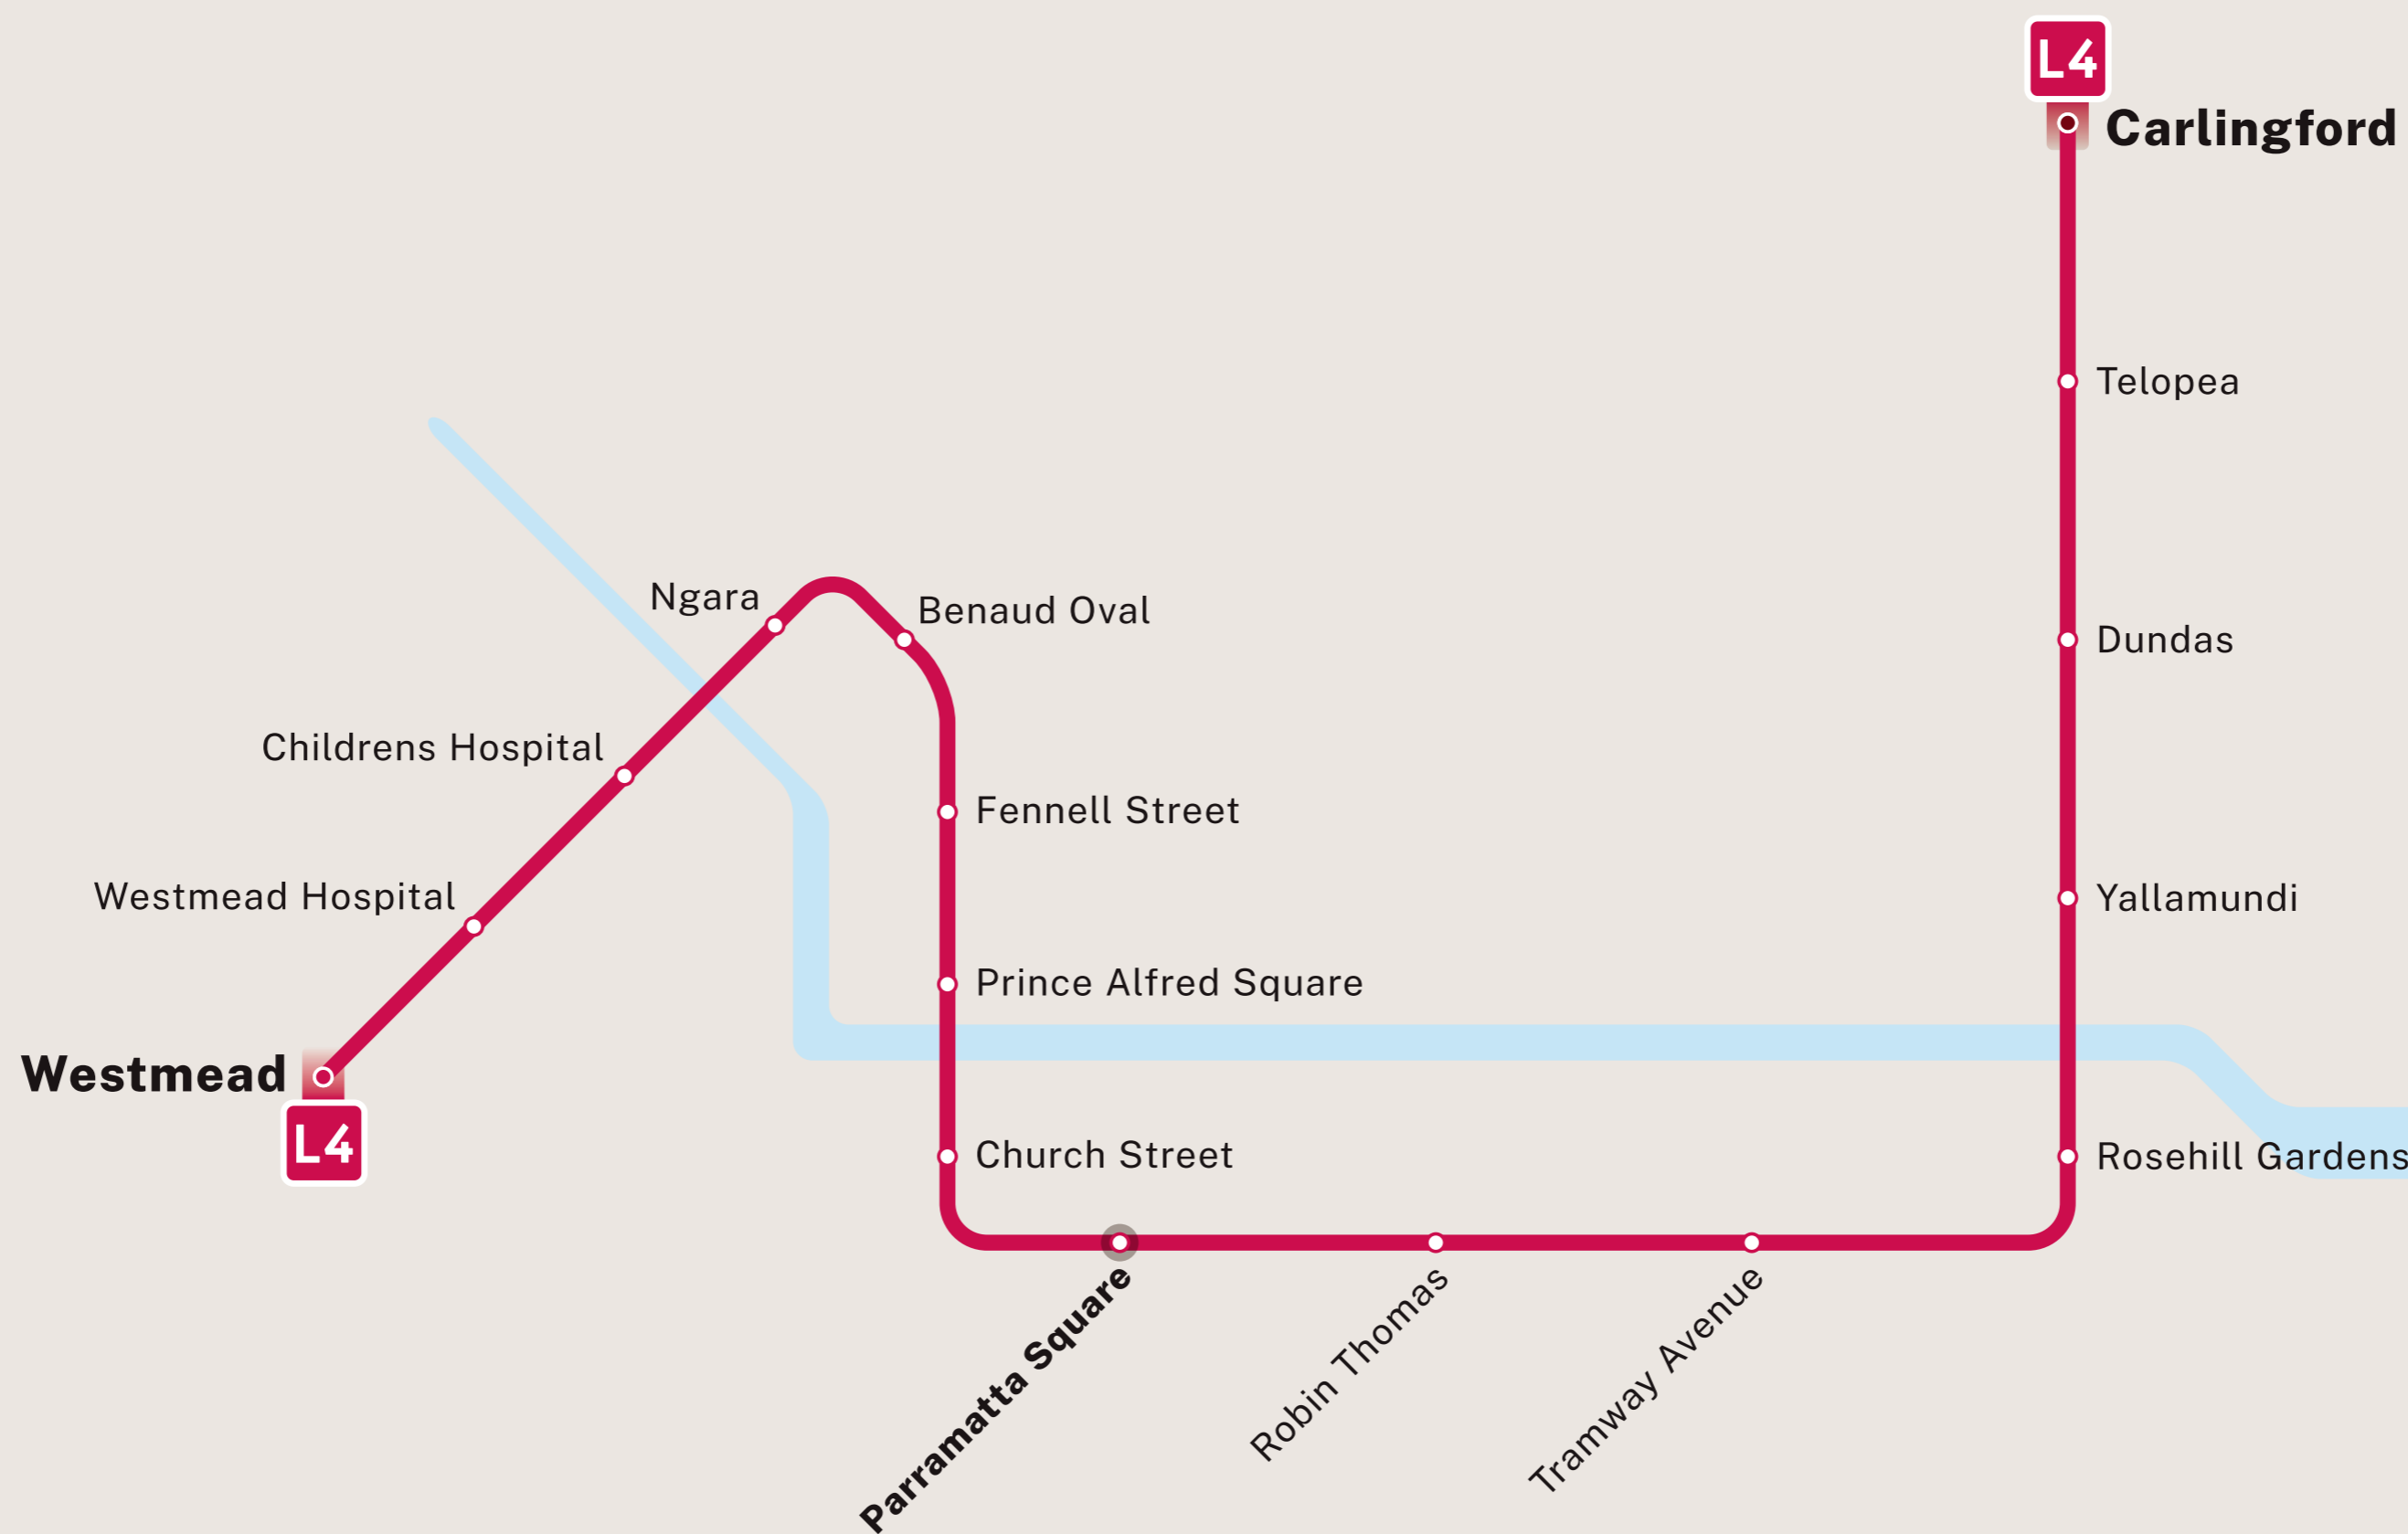 L4
Carlingford
Telopea
Ngara
Benaud Oval
Dundas
Childrens Hospital
Fennell Street
Westmead Hospital
Yallamundi
Prince Alfred Square
Westmead
L4
Church Street
Rosehill Gardens
Parramatta Square
Robin Thomas
Tramway Avenue